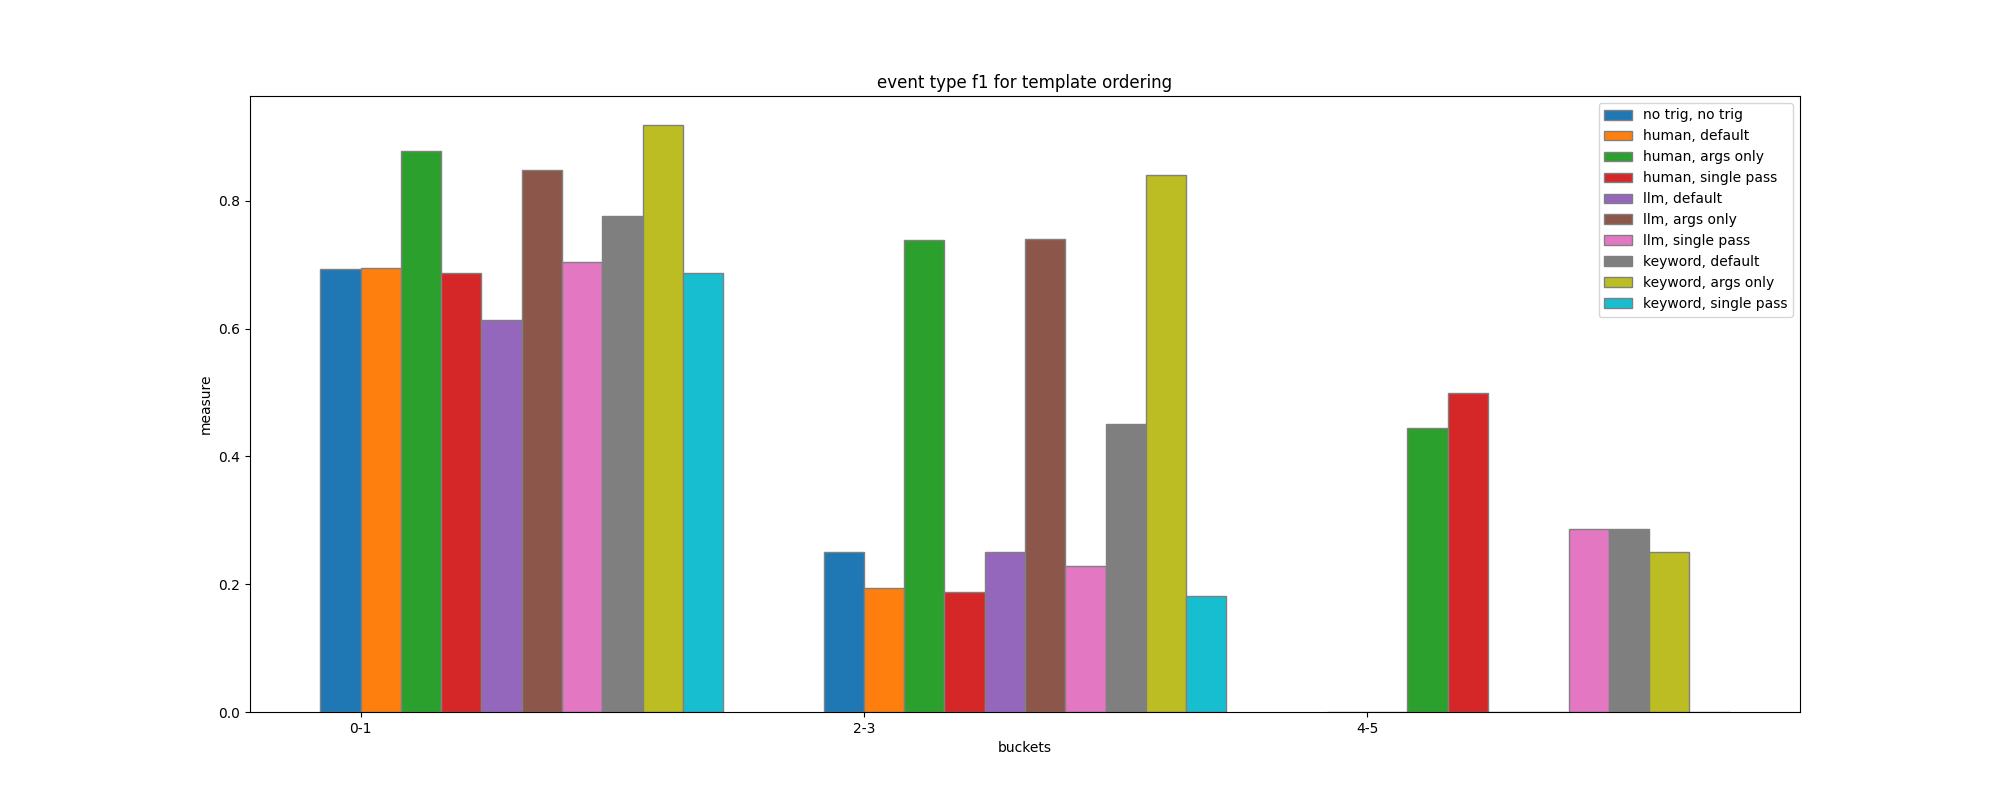 event type f1 for template ordering
no trig, no trig
human, default
human, args only
human, single pass
llm, default
llm, args only
llm, single pass
keyword, default
keyword, args only
keyword, single pass
0.8
0.6
0.4
0.2
0.0
measure
0-1
2-3
4-5
buckets